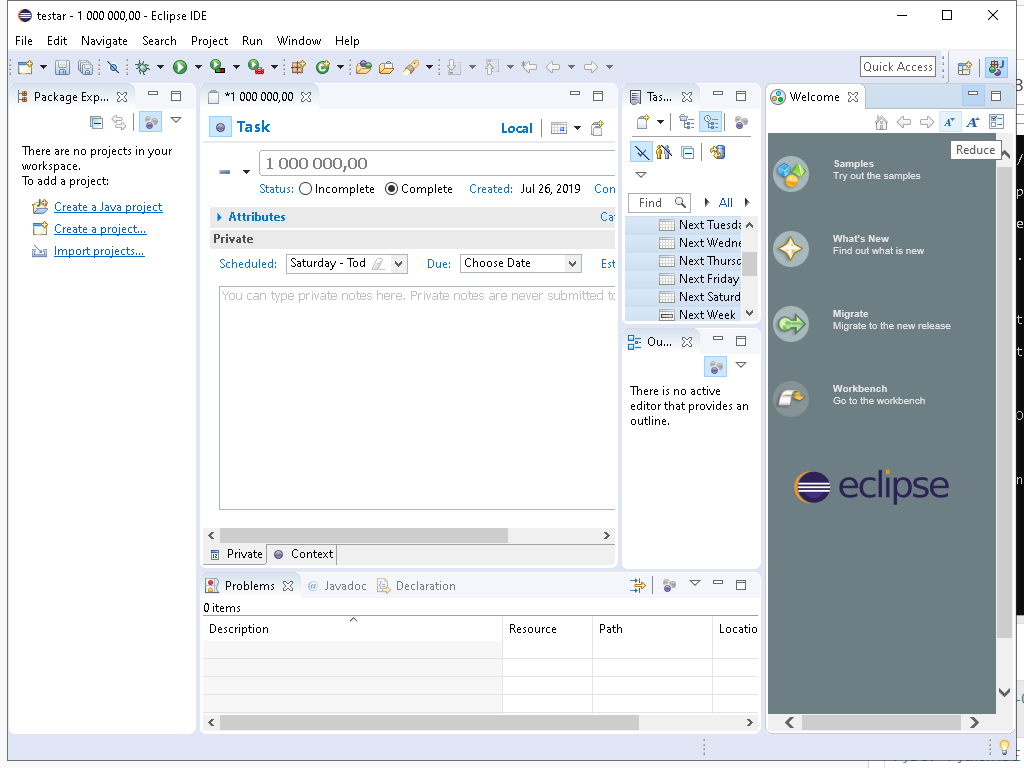 testar - 1 000 000,00 - Eclipse IDE
File Edit Navigate Search Project Run Window Help
Quick Access
Package Exp...
There are no projects in your
workspace.
To add a project:
Create a Java project
Create a project...
Import projects...
*1 000 000,00
Task
Local
1 000 000,00
Status: Incomplete Complete Created: Jul 26, 2019 Con
Attributes Ca
Private
Scheduled: Saturday - Tod Due: Choose Date Est
You can type private notes here. Private notes are never submitted to
Private Context
Tas...
Find All
Next Tuesda
Next Wedne
Next Thursd
Next Friday
Next Saturd
Next Week
Ou...
There is no active
editor that provides an
outline.
Problems @ Javadoc Declaration
0 items
Description Resource Path Locatio
Welcome
Reduce
Samples
Try out the samples
What's New
Find out what is new
Migrate
Migrate to the new release
Workbench
Go to the workbench
eclipse